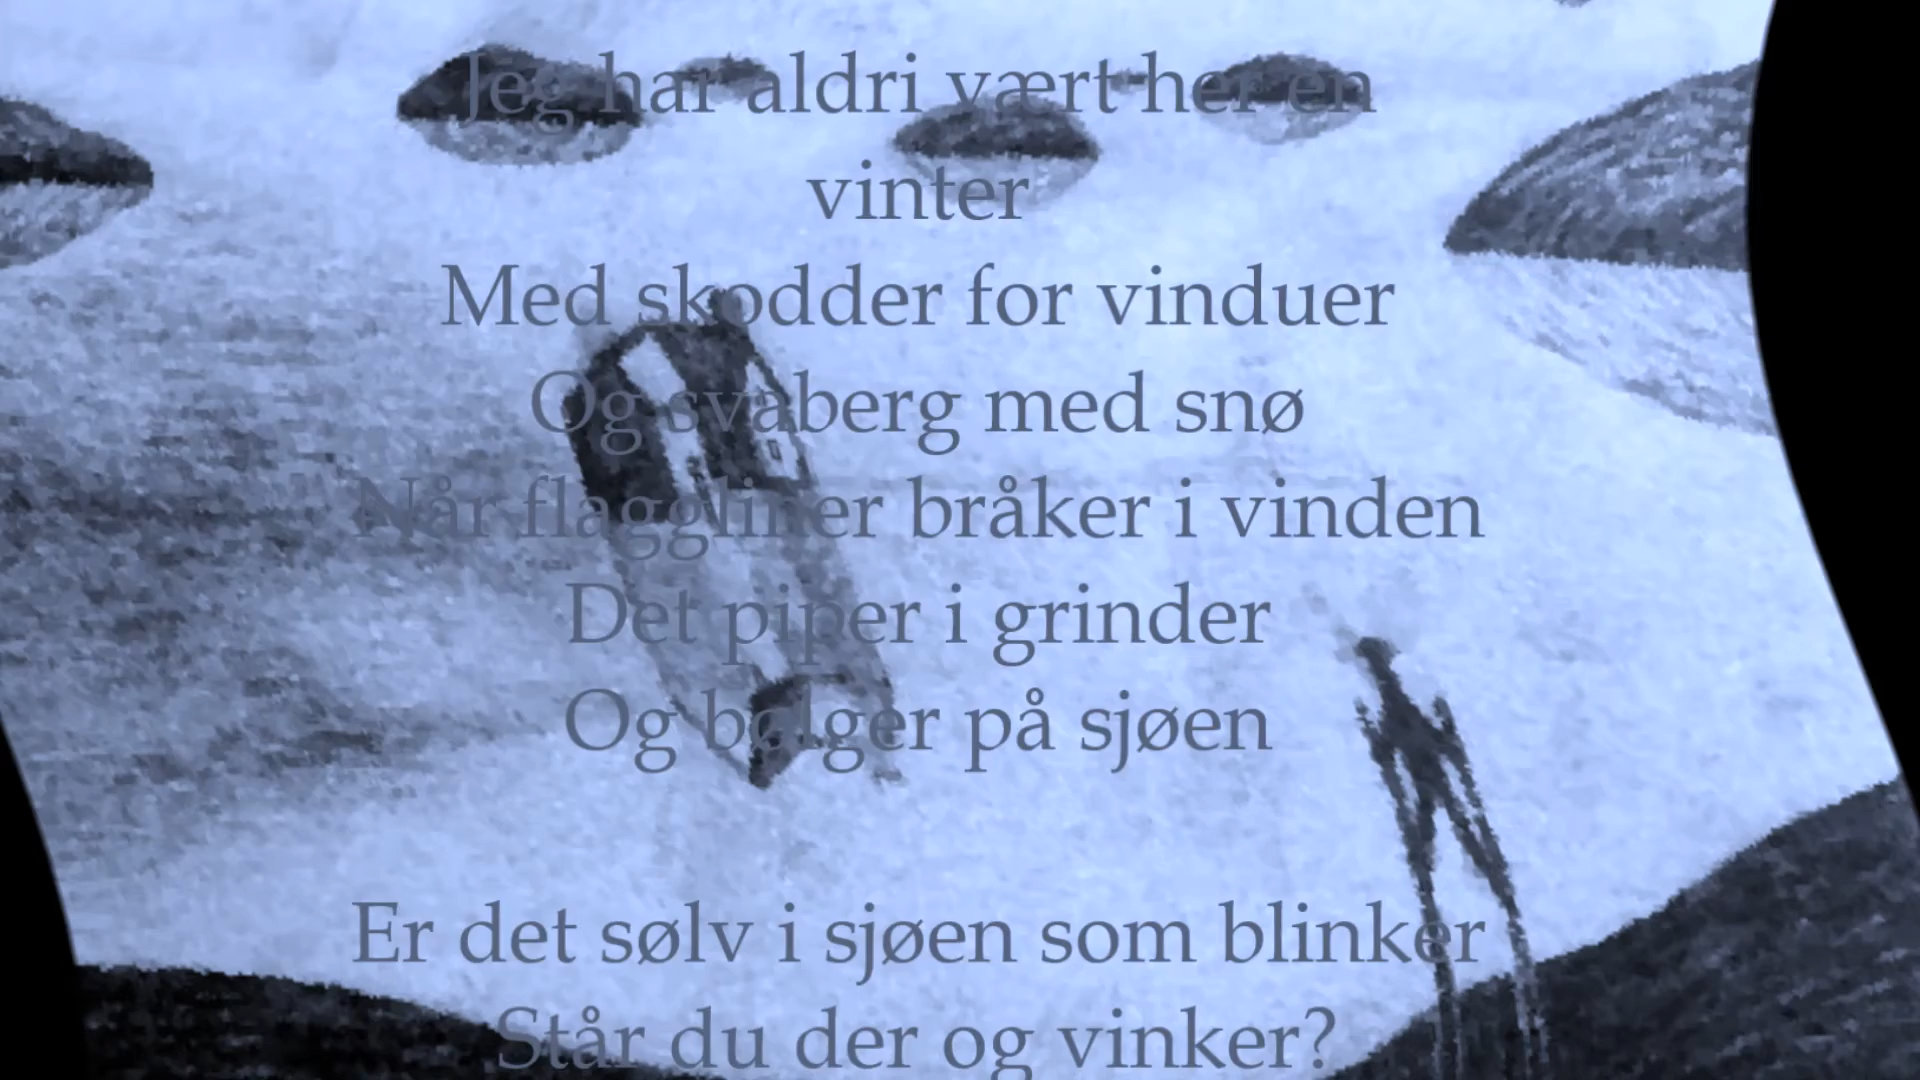 Jeg har aldri vært her en
vinter
Med skodder for vinduer
Og svaberg med snø
Når flaggliner bråker i vinden
Det piper i grinder
Og bølger på sjøen
Er det sølv i sjøen som blinker
Står du der og vinker?